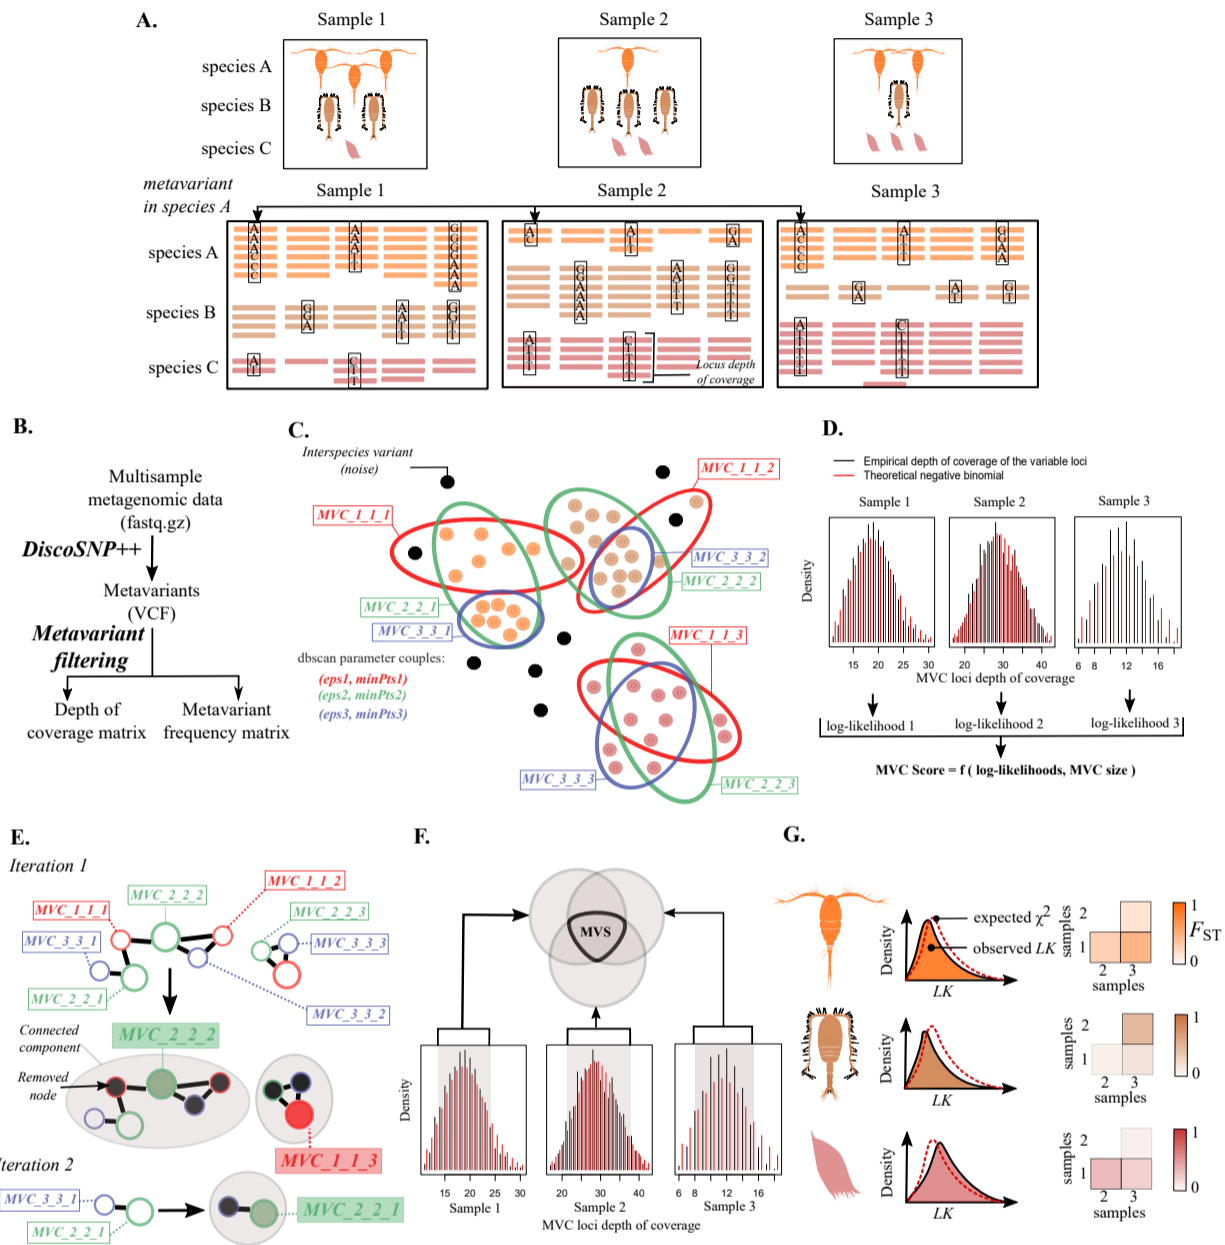 A.
Sample 1
Sample 2
Sample 3
species A
species B
species C
metavariant
in species A
Sample 1
Sample 2
Sample 3
species A
species B
species C
Locus depth
of coverage
B.
Multisample
metagenomic data
(fastq.gz)
DiscoSNP++
Metavariants
(VCF)
Metavariant
filtering
Depth of
coverage matrix
Metavariant
frequency matrix
C.
Interspecies variant
(noise)
MVC_1_1_1
MVC_1_1_2
MVC_3_3_2
MVC_2_2_2
MVC_2_2_1
MVC_3_3_1
MVC_1_1_3
dbscan parameter couples:
(eps1, minPts1)
(eps2, minPts2)
(eps3, minPts3)
MVC_3_3_3
MVC_2_2_3
D.
Empirical depth of coverage of the variable loci
Theoretical negative binomial
Sample 1
Sample 2
Sample 3
Density
15 20 25 30
20 30 40
6 8 10 12 14 18
MVC loci depth of coverage
log-likelihood 1
log-likelihood 2
log-likelihood 3
MVC Score = f ( log-likelihoods, MVC size )
E.
Iteration 1
MVC_2_2_2
MVC_1_1_2
MVC_1_1_1
MVC_2_2_3
MVC_3_3_1
MVC_3_3_3
MVC_2_2_1
MVC_3_3_2
Connected
component
MVC_2_2_2
Removed
node
MVC_1_1_3
teration 2
MVC_3_3_1
MVC_2_2_1
MVC_2_2_1
F.
MVS
Density
15 20 25 30
20 30 40
6 8 10 12 14 18
Sample 1
Sample 2
Sample 3
MVC loci depth of coverage
G.
Density
expected χ²
observed LK
LK
samples
2
1
2 3
samples
1
FST
0
Density
LK
samples
2
1
2 3
samples
1
0
Density
LK
samples
2
1
2 3
samples
1
0